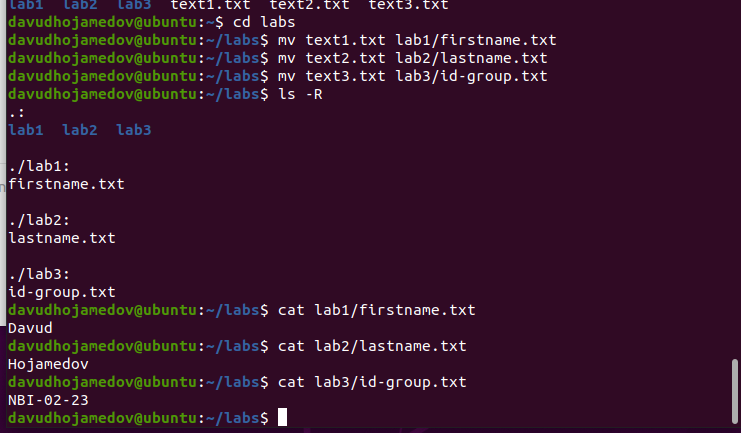 lab1  lab2  lab3  text1.txt  text2.txt  text3.txt
davudhojamedov@ubuntu:~$ cd labs
davudhojamedov@ubuntu:~/labs$ mv text1.txt lab1/firstname.txt
davudhojamedov@ubuntu:~/labs$ mv text2.txt lab2/lastname.txt
davudhojamedov@ubuntu:~/labs$ mv text3.txt lab3/id-group.txt
davudhojamedov@ubuntu:~/labs$ ls -R
.:
lab1  lab2  lab3
./lab1:
firstname.txt
./lab2:
lastname.txt
./lab3:
id-group.txt
davudhojamedov@ubuntu:~/labs$ cat lab1/firstname.txt
Davud
davudhojamedov@ubuntu:~/labs$ cat lab2/lastname.txt
Hojamedov
davudhojamedov@ubuntu:~/labs$ cat lab3/id-group.txt
NBI-02-23
davudhojamedov@ubuntu:~/labs$